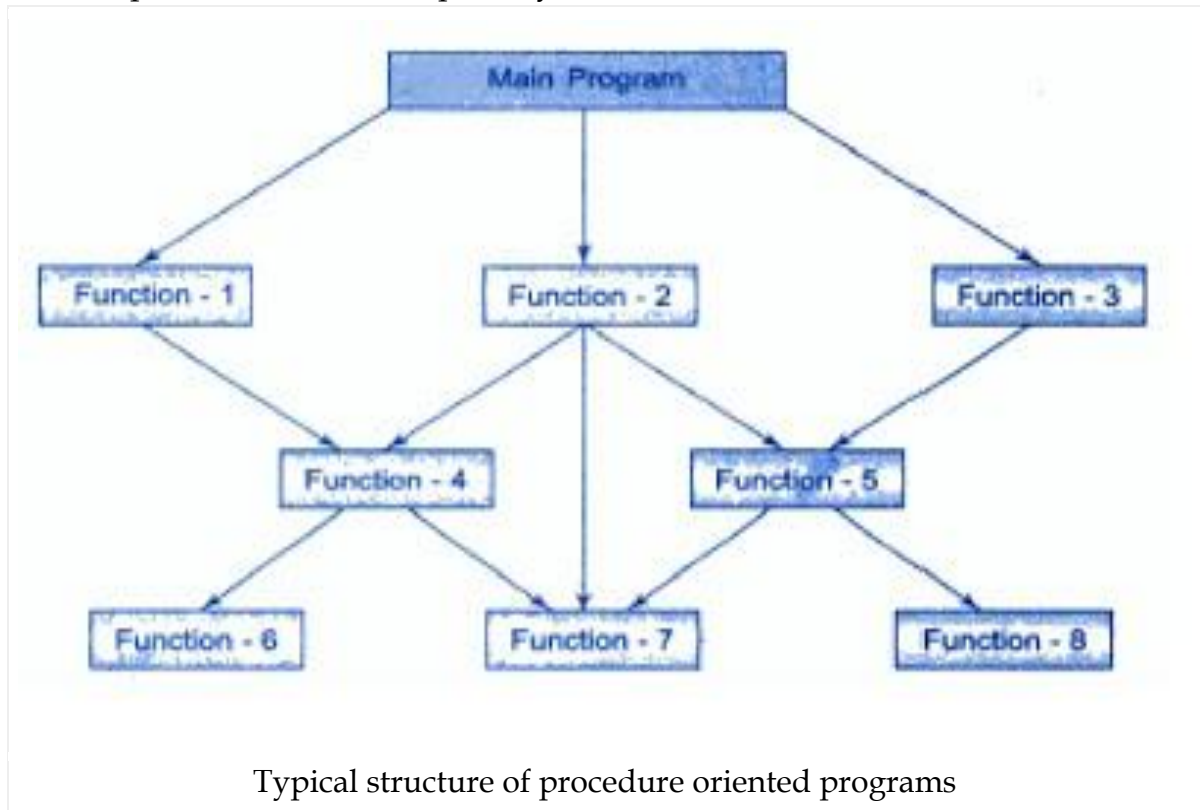 Main Program
Function - 1
Function - 2
Function - 3
Function - 4
Function - 5
Function - 6
Function - 7
Function - 8
Typical structure of procedure oriented programs